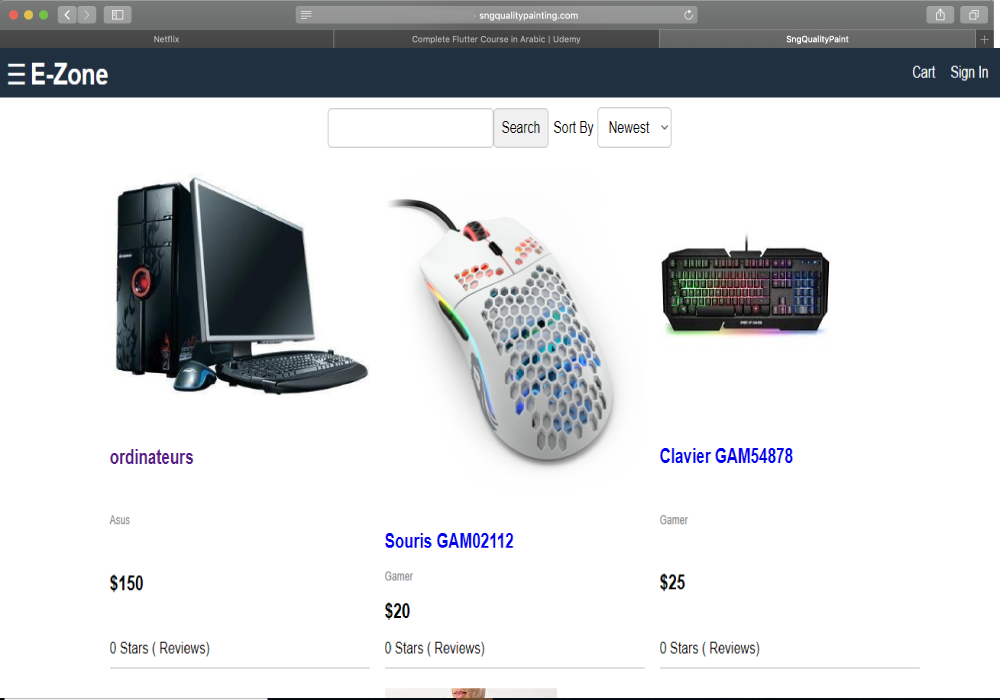 sngqualitypainting.com
Netflix
Complete Flutter Course in Arabic | Udemy
SngQualityPaint
E-Zone
Cart
Sign In
Search
Sort By
Newest
ordinateurs
Asus
$150
0 Stars ( Reviews)
Souris GAM02112
Gamer
$20
0 Stars ( Reviews)
Clavier GAM54878
Gamer
$25
0 Stars ( Reviews)